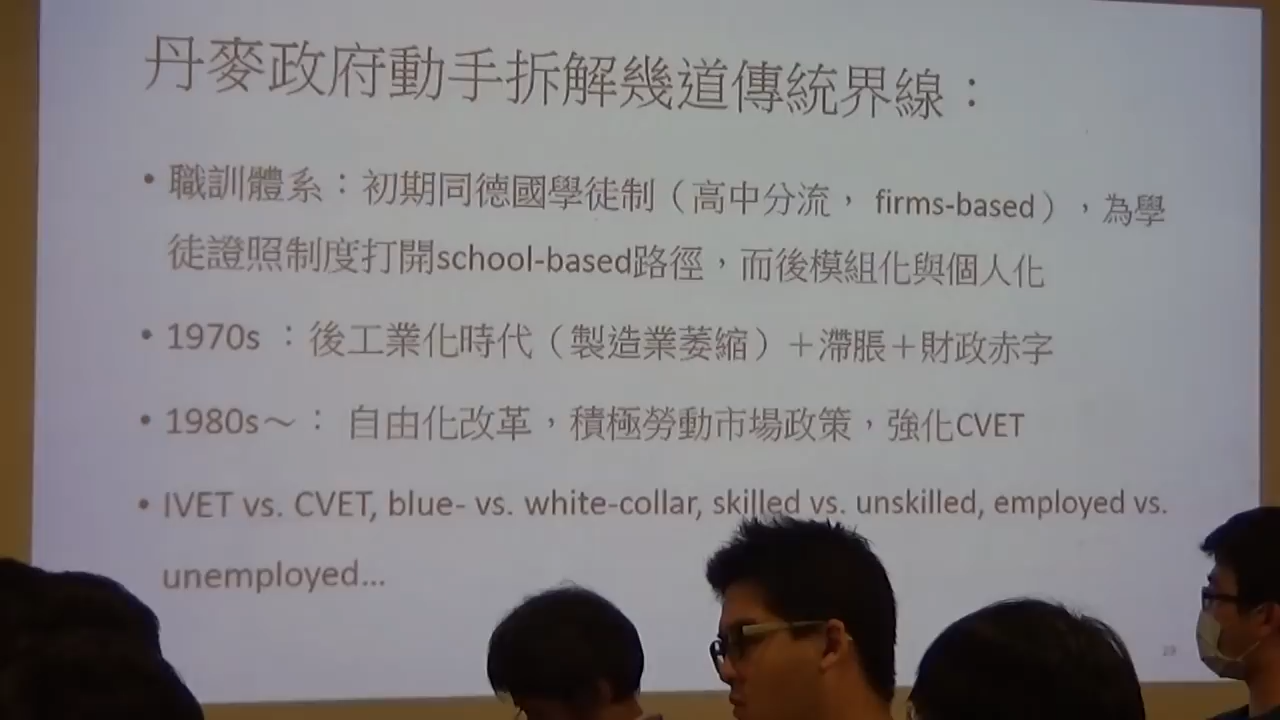 丹麥政府動手拆解幾道傳統界線：
• 職訓體系：初期同德國學徒制（高中分流， firms-based），為學
徒證照制度打開school-based路徑，而後模組化與個人化
• 1970s ：後工業化時代（製造業萎縮）＋滯脹＋財政赤字
• 1980s～： 自由化改革，積極勞動市場政策，強化CVET
• IVET vs. CVET, blue- vs. white-collar, skilled vs. unskilled, employed vs.
unemployed…
29